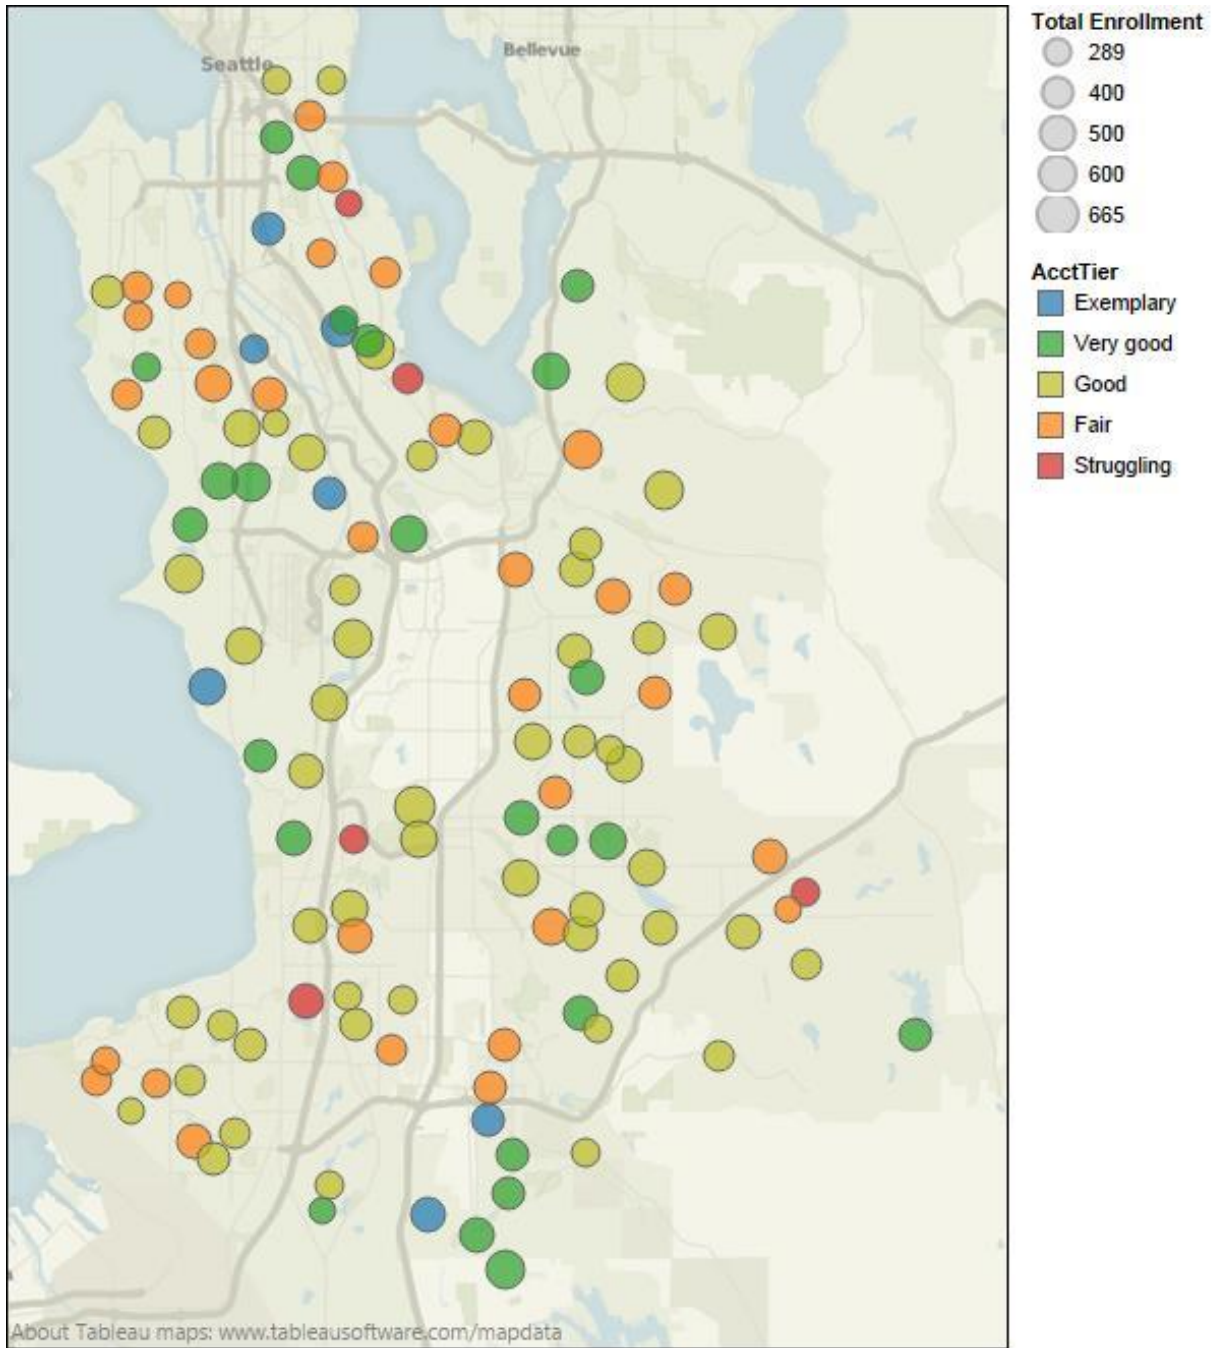 Seattle
Bellevue
Total Enrollment
289
400
500
600
665
AcctTier
Exemplary
Very good
Good
Fair
Struggling
About Tableau maps: www.tableausoftware.com/mapdata